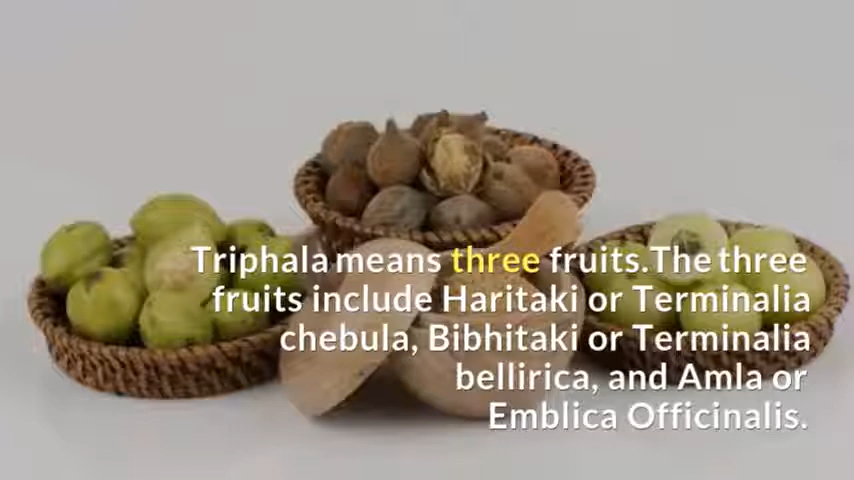 Triphala means three fruits.The three
fruits include Haritaki or Terminalia
chebula, Bibhitaki or Terminalia
bellirica, and Amla or
Emblica Officinalis.